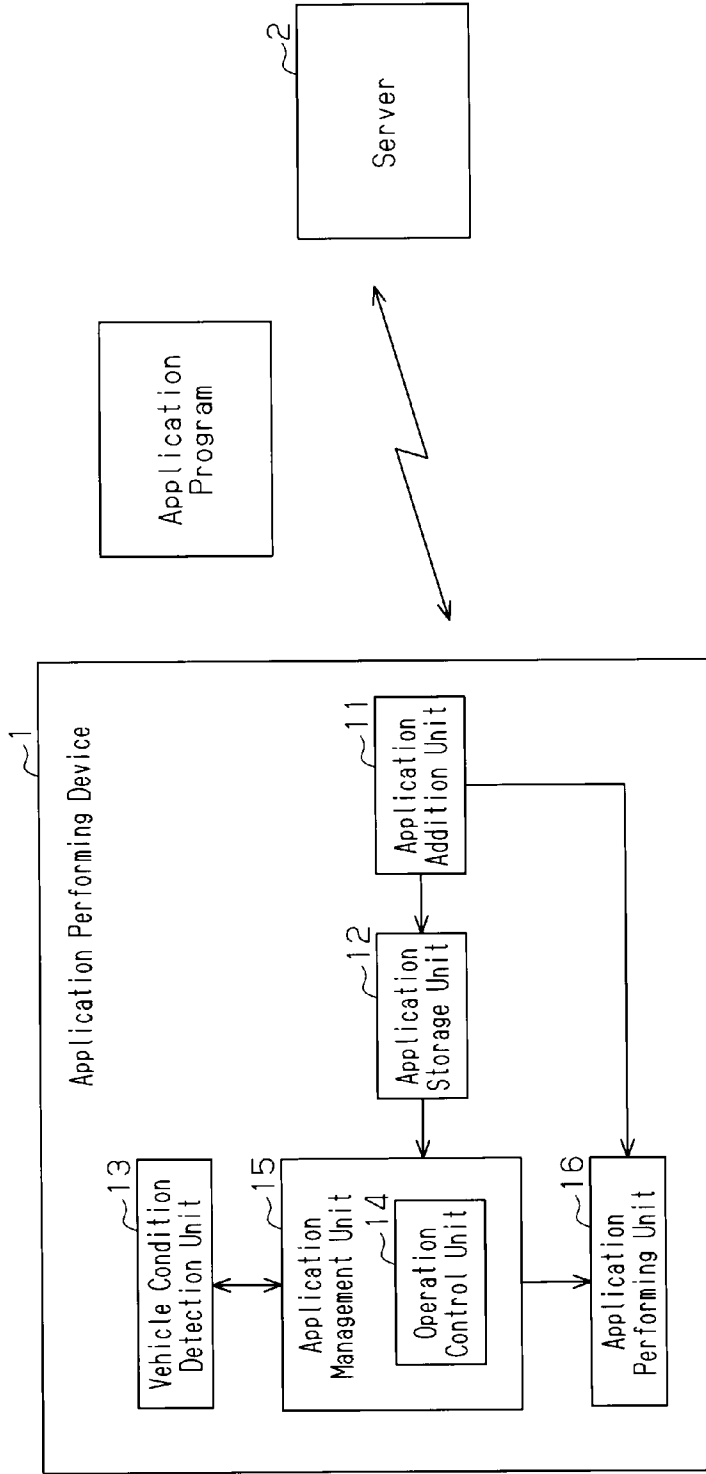 1
Application Performing Device
13
Vehicle Condition
Detection Unit
15
Application
Management Unit
14
Operation
Control Unit
12
Application
Storage Unit
11
Application
Addition Unit
16
Application
Performing Unit
Application
Program
2
Server